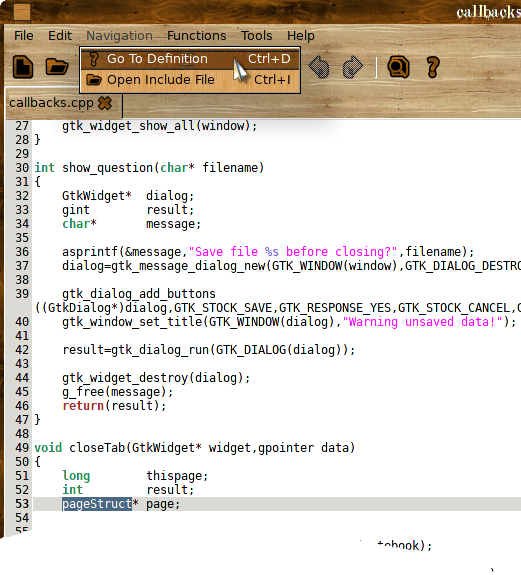 callbacks
File Edit Navigation Functions Tools Help
Go To Definition Ctrl+D
Open Include File Ctrl+I
callbacks.cpp
27 gtk_widget_show_all(window);
28 }
29
30 int show_question(char* filename)
31 {
32 GtkWidget* dialog;
33 gint result;
34 char* message;
35
36 asprintf(&message,"Save file %s before closing?",filename);
37 dialog=gtk_message_dialog_new(GTK_WINDOW(window),GTK_DIALOG_DESTRO
38
39 gtk_dialog_add_buttons
((GtkDialog*)dialog,GTK_STOCK_SAVE,GTK_RESPONSE_YES,GTK_STOCK_CANCEL,
40 gtk_window_set_title(GTK_WINDOW(dialog),"Warning unsaved data!");
41
42 result=gtk_dialog_run(GTK_DIALOG(dialog));
43
44 gtk_widget_destroy(dialog);
45 g_free(message);
46 return(result);
47 }
48
49 void closeTab(GtkWidget* widget,gpointer data)
50 {
51 long thispage;
52 int result;
53 pageStruct* page;
54
55
tebook);